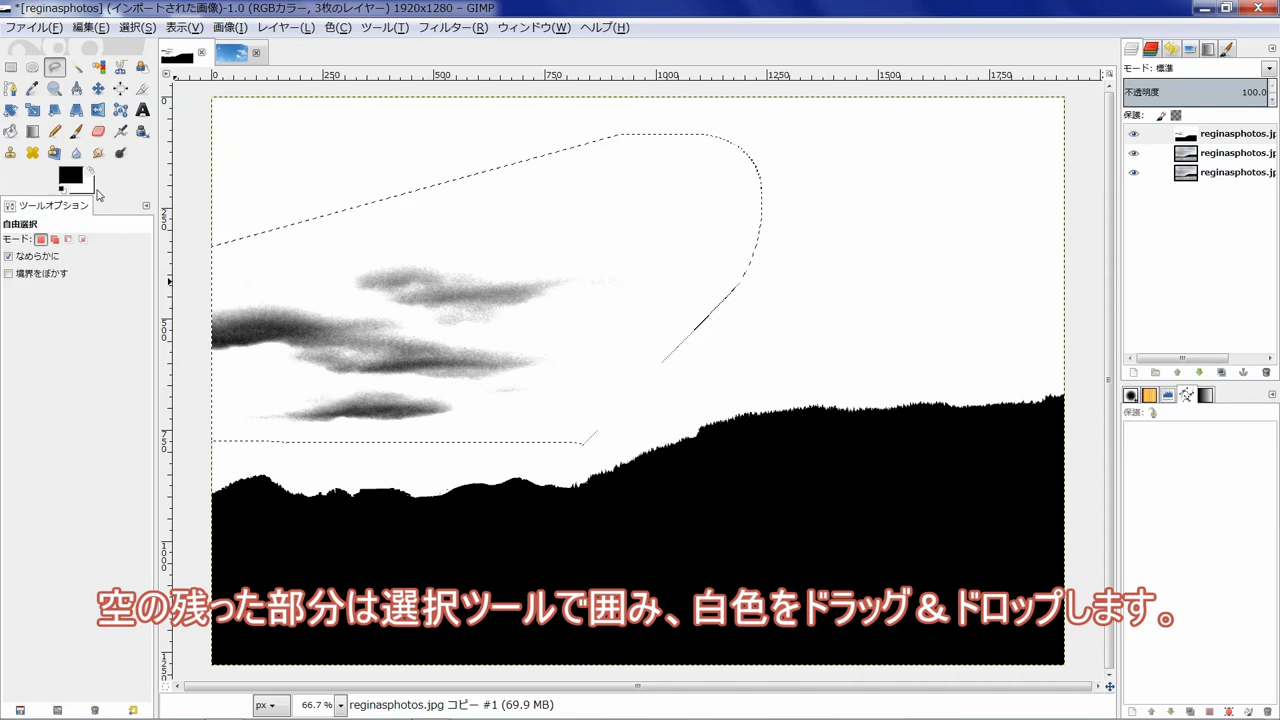 *[reginasphotos] (インポートされた画像)-1.0 (RGBカラー, 3枚のレイヤー) 1920x1280 – GIMP
ファイル(F) 編集(E) 選択(S) 表示(V) 画像(I) レイヤー(L) 色(C) ツール(T) フィルター(R) ウィンドウ(W) ヘルプ(H)
0 250 500 750 1000 1250 1500 1750
モード: 標準
不透明度 100.0
保護:
reginasphotos.jp
reginasphotos.jp
reginasphotos.jp
ツールオプション
自由選択
モード:
なめらかに
境界をぼかす
保護:
空の残った部分は選択ツールで囲み、白色をドラッグ＆ドロップします。
px 66.7 % reginasphotos.jpg コピー #1 (69.9 MB)